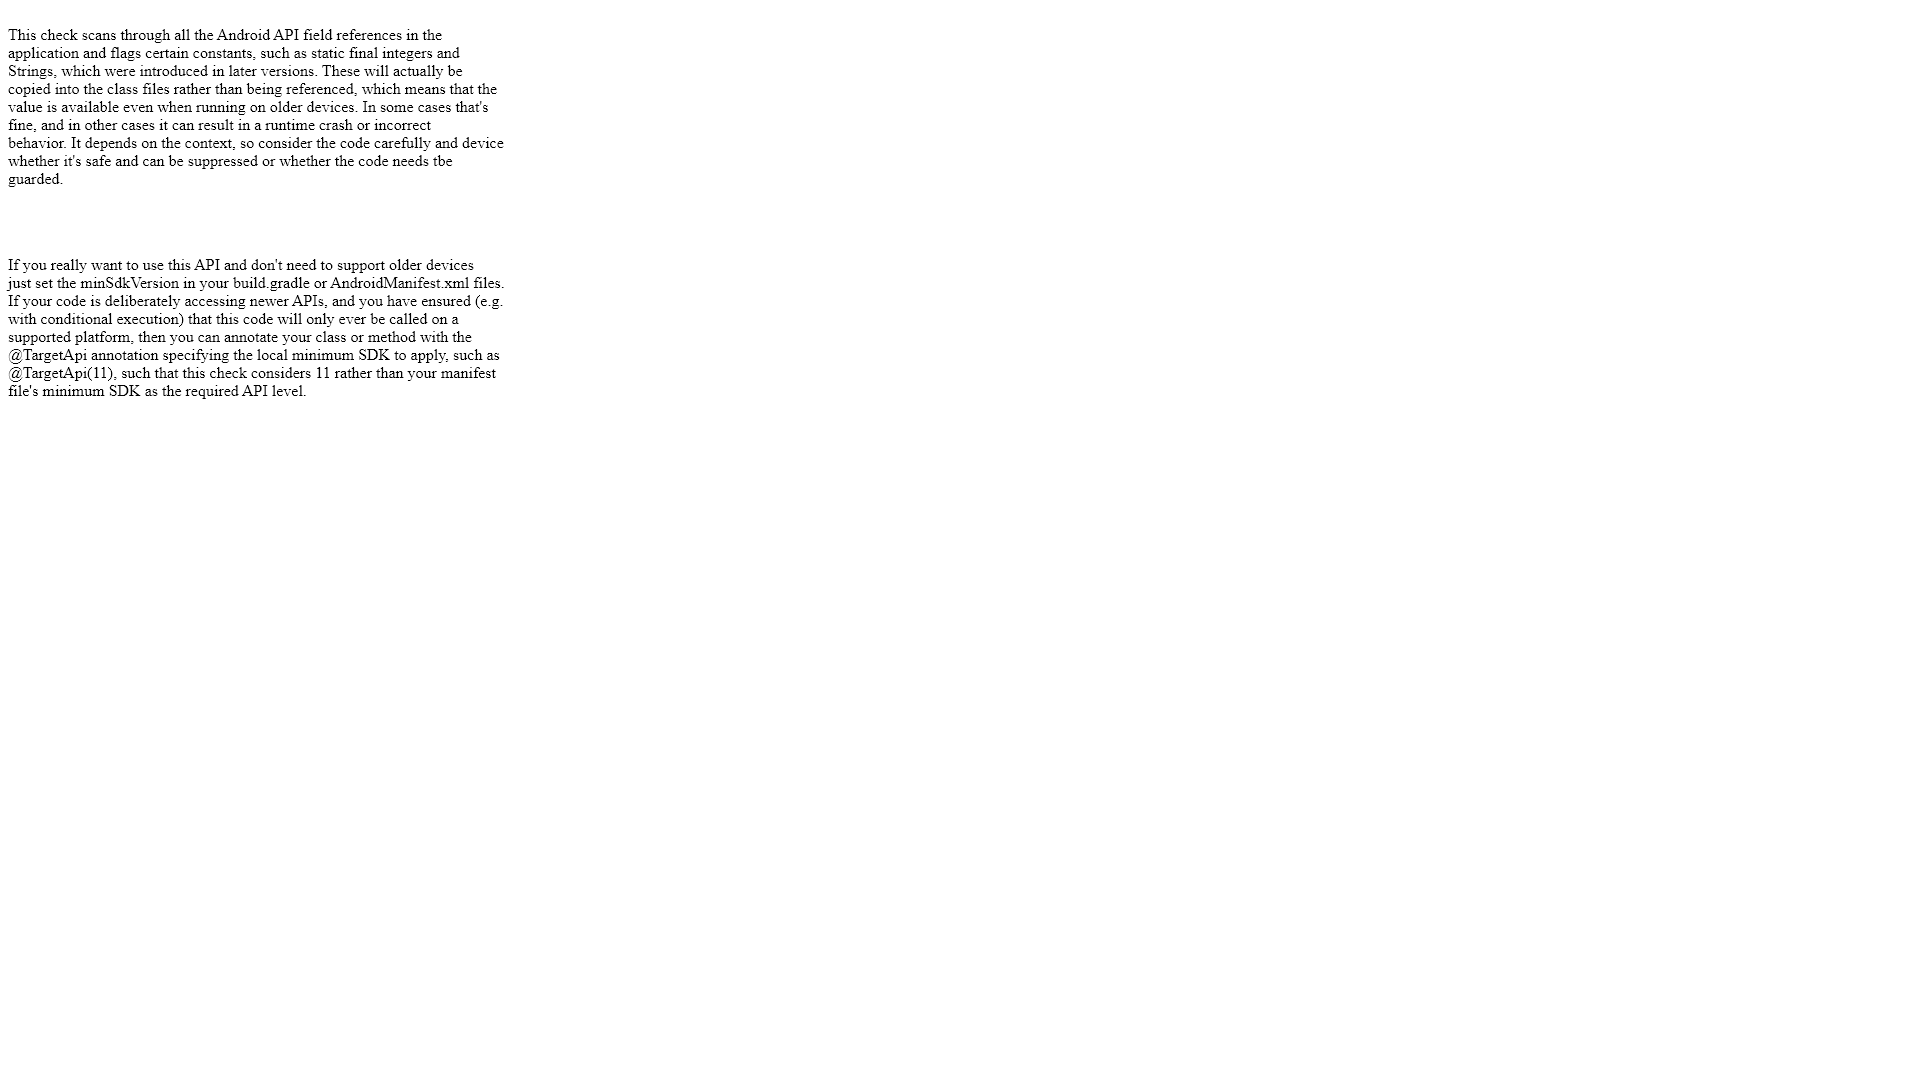 This check scans through all the Android API field references in the
application and flags certain constants, such as static final integers and
Strings, which were introduced in later versions. These will actually be
copied into the class files rather than being referenced, which means that the
value is available even when running on older devices. In some cases that's
fine, and in other cases it can result in a runtime crash or incorrect
behavior. It depends on the context, so consider the code carefully and device
whether it's safe and can be suppressed or whether the code needs tbe
guarded.
If you really want to use this API and don't need to support older devices
just set the minSdkVersion in your build.gradle or AndroidManifest.xml files.
If your code is deliberately accessing newer APIs, and you have ensured (e.g.
with conditional execution) that this code will only ever be called on a
supported platform, then you can annotate your class or method with the
@TargetApi annotation specifying the local minimum SDK to apply, such as
@TargetApi(11), such that this check considers 11 rather than your manifest
file's minimum SDK as the required API level.